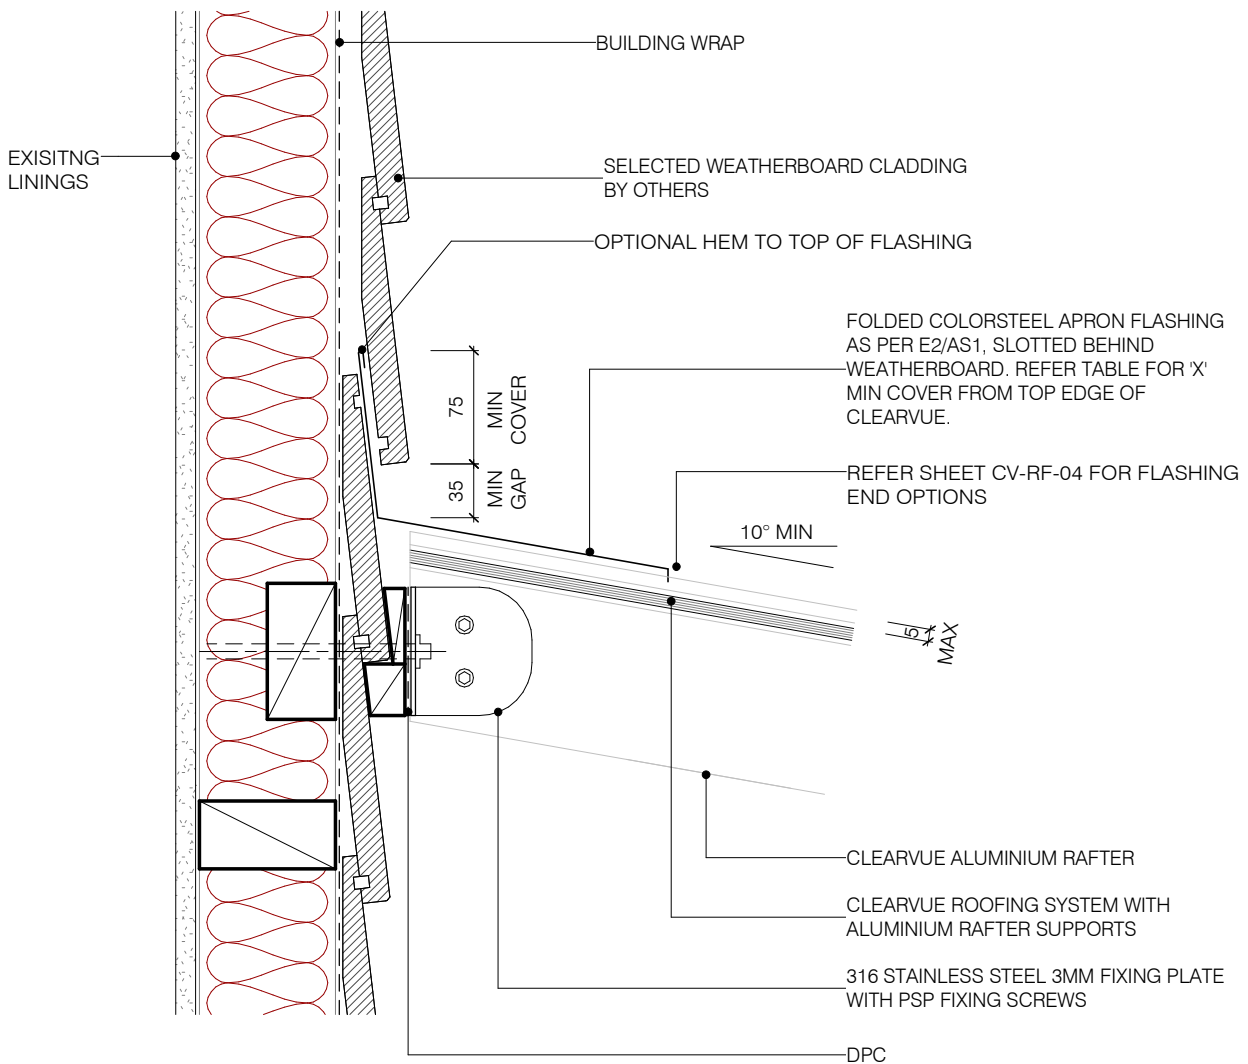 BUILDING WRAP
EXISITNG
LININGS
SELECTED WEATHERBOARD CLADDING
BY OTHERS
OPTIONAL HEM TO TOP OF FLASHING
FOLDED COLORSTEEL APRON FLASHING
AS PER E2/AS1, SLOTTED BEHIND
WEATHERBOARD. REFER TABLE FOR 'X'
MIN COVER FROM TOP EDGE OF
CLEARVUE.
75
MIN
COVER
35
MIN
GAP
REFER SHEET CV-RF-04 FOR FLASHING
END OPTIONS
10° MIN
5
MAX
CLEARVUE ALUMINIUM RAFTER
CLEARVUE ROOFING SYSTEM WITH
ALUMINIUM RAFTER SUPPORTS
316 STAINLESS STEEL 3MM FIXING PLATE
WITH PSP FIXING SCREWS
DPC